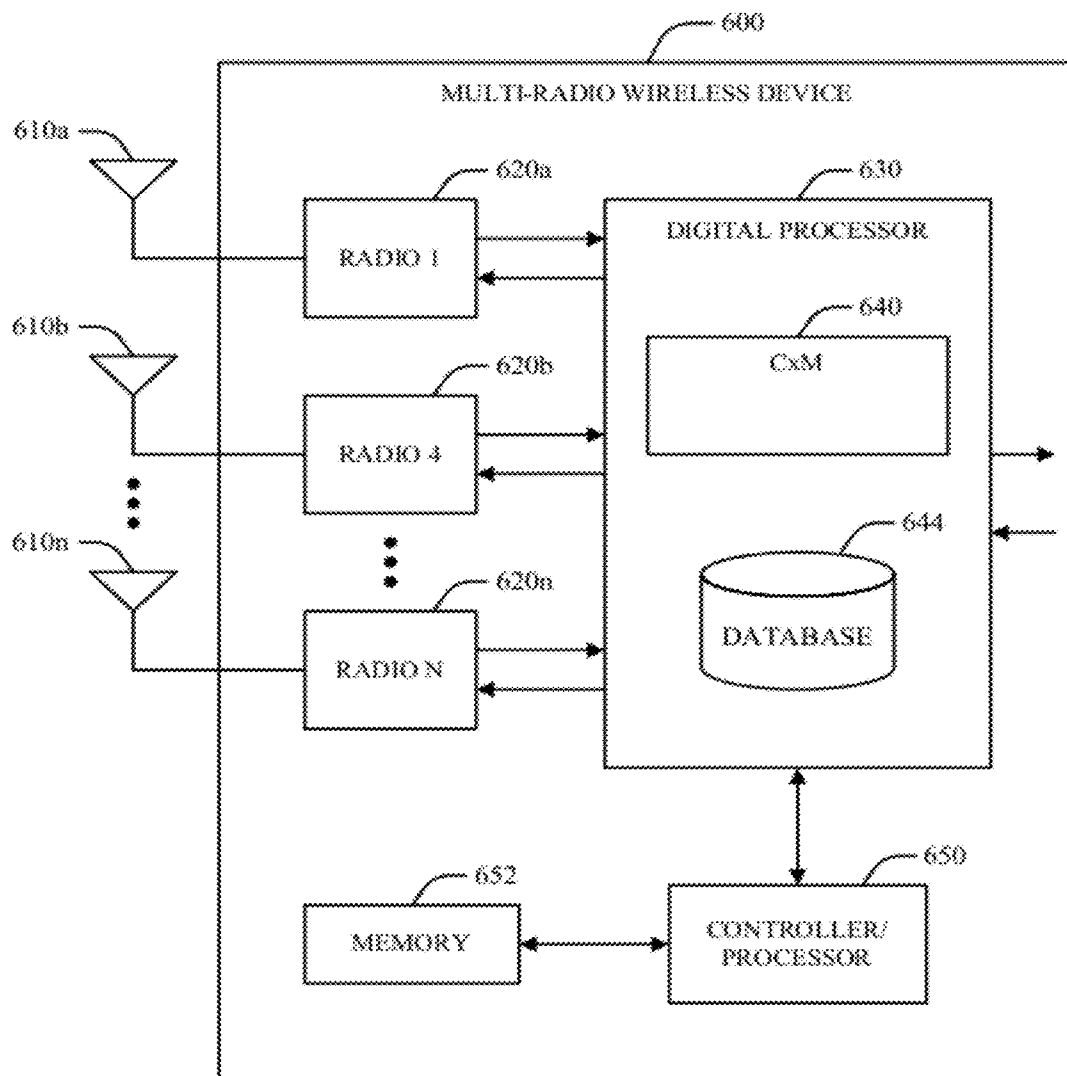 600
MULTI-RADIO WIRELESS DEVICE
610a
620a
630
RADIO 1
DIGITAL PROCESSOR
640
CxM
610b
620b
RADIO 4
644
DATABASE
610n
620n
RADIO N
652
MEMORY
650
CONTROLLER/
PROCESSOR